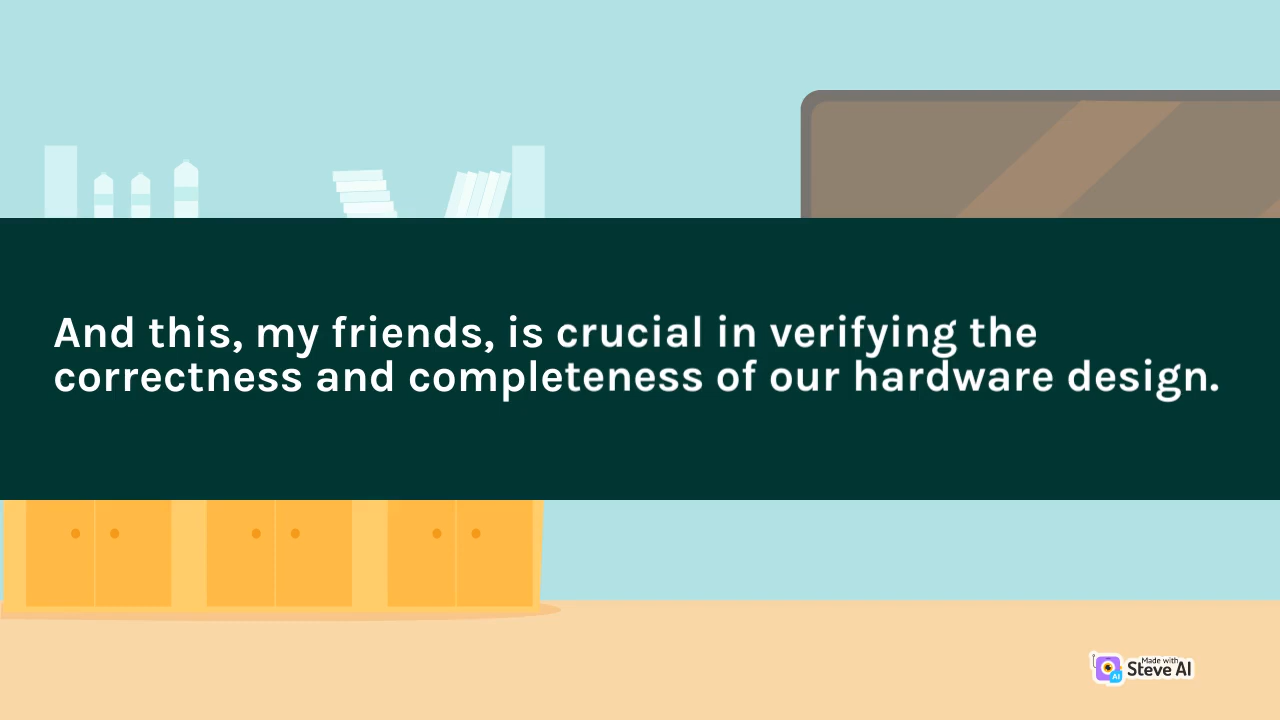 And this, my friends, is crucial in verifying the
correctness and completeness of our hardware design.
Made with
Steve AI
AI